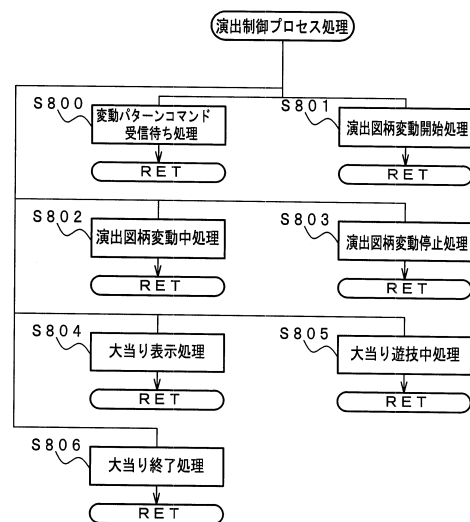 演出制御プロセス処理
S800
変動パターンコマンド
受信待ち処理
RET
S801
演出図柄変動開始処理
RET
S802
演出図柄変動中処理
RET
S803
演出図柄変動停止処理
RET
S804
大当り表示処理
RET
S805
大当り遊技中処理
RET
S806
大当り終了処理
RET